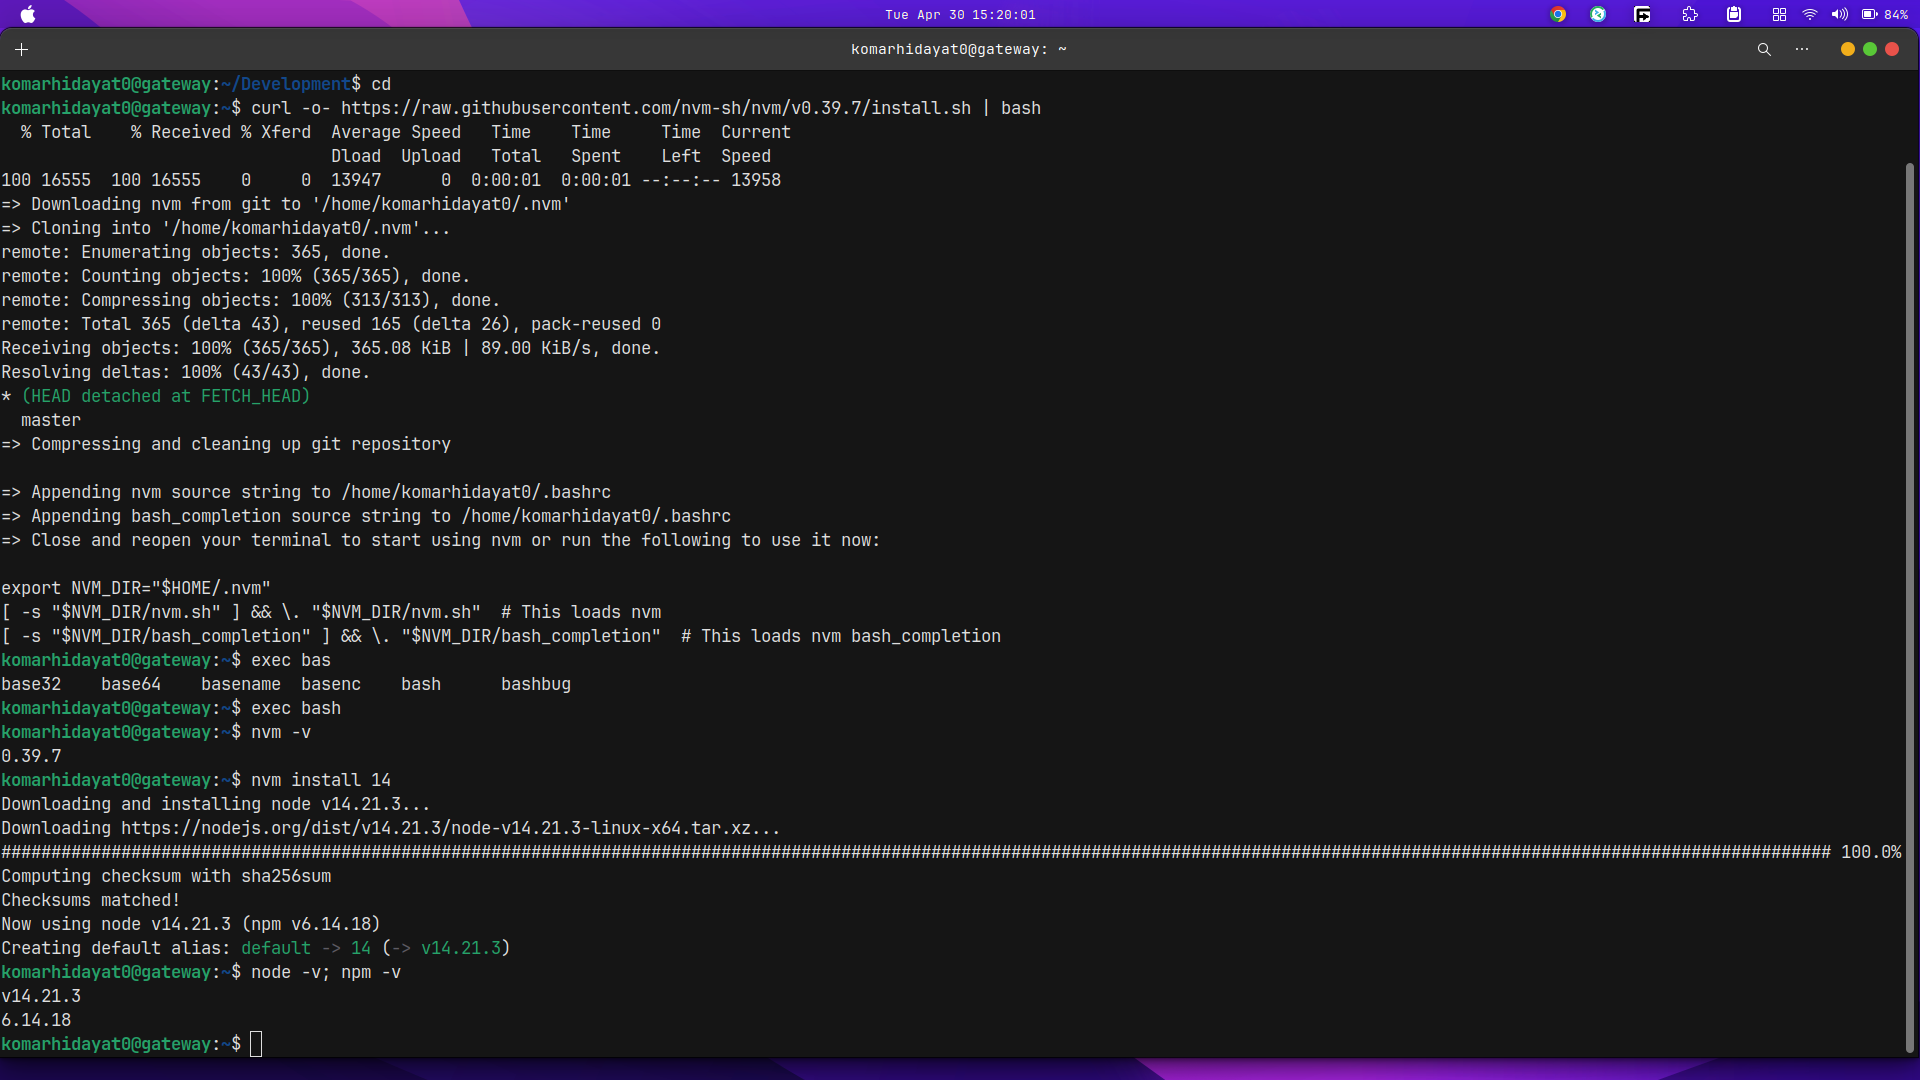 Tue Apr 30 15:20:01
84%
komarhidayat0@gateway: ~
komarhidayat0@gateway:~/Development$ cd
komarhidayat0@gateway:~$ curl -o- https://raw.githubusercontent.com/nvm-sh/nvm/v0.39.7/install.sh | bash
  % Total    % Received % Xferd  Average Speed   Time    Time     Time  Current
                                 Dload  Upload   Total   Spent    Left  Speed
100 16555  100 16555    0     0  13947      0  0:00:01  0:00:01 --:--:-- 13958
=> Downloading nvm from git to '/home/komarhidayat0/.nvm'
=> Cloning into '/home/komarhidayat0/.nvm'...
remote: Enumerating objects: 365, done.
remote: Counting objects: 100% (365/365), done.
remote: Compressing objects: 100% (313/313), done.
remote: Total 365 (delta 43), reused 165 (delta 26), pack-reused 0
Receiving objects: 100% (365/365), 365.08 KiB | 89.00 KiB/s, done.
Resolving deltas: 100% (43/43), done.
* (HEAD detached at FETCH_HEAD)
  master
=> Compressing and cleaning up git repository
=> Appending nvm source string to /home/komarhidayat0/.bashrc
=> Appending bash_completion source string to /home/komarhidayat0/.bashrc
=> Close and reopen your terminal to start using nvm or run the following to use it now:
export NVM_DIR="$HOME/.nvm"
[ -s "$NVM_DIR/nvm.sh" ] && \. "$NVM_DIR/nvm.sh"  # This loads nvm
[ -s "$NVM_DIR/bash_completion" ] && \. "$NVM_DIR/bash_completion"  # This loads nvm bash_completion
komarhidayat0@gateway:~$ exec bas
base32    base64    basename  basenc    bash      bashbug
komarhidayat0@gateway:~$ exec bash
komarhidayat0@gateway:~$ nvm -v
0.39.7
komarhidayat0@gateway:~$ nvm install 14
Downloading and installing node v14.21.3...
Downloading https://nodejs.org/dist/v14.21.3/node-v14.21.3-linux-x64.tar.xz...
####################################################################################################################################################################################### 100.0%
Computing checksum with sha256sum
Checksums matched!
Now using node v14.21.3 (npm v6.14.18)
Creating default alias: default -> 14 (-> v14.21.3)
komarhidayat0@gateway:~$ node -v; npm -v
v14.21.3
6.14.18
komarhidayat0@gateway:~$